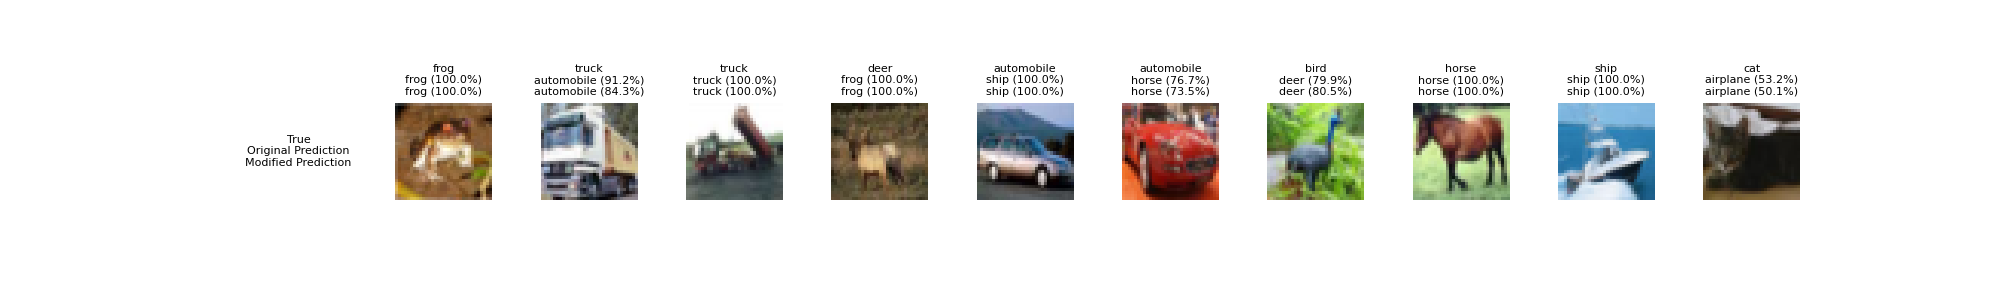 True
Original Prediction
Modified Prediction
frog
frog (100.0%)
frog (100.0%)
truck
automobile (91.2%)
automobile (84.3%)
truck
truck (100.0%)
truck (100.0%)
deer
frog (100.0%)
frog (100.0%)
automobile
ship (100.0%)
ship (100.0%)
automobile
horse (76.7%)
horse (73.5%)
bird
deer (79.9%)
deer (80.5%)
horse
horse (100.0%)
horse (100.0%)
ship
ship (100.0%)
ship (100.0%)
cat
airplane (53.2%)
airplane (50.1%)